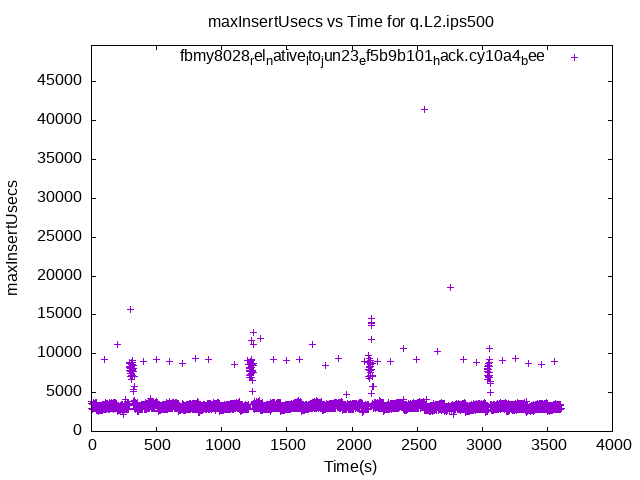 maxInsertUsecs vs Time for q.L2.ips500
fbmy8028relnativeltojun23ef5b9b101hack.cy10a4bee
45000
40000
35000
30000
25000
20000
15000
10000
5000
0
maxInsertUsecs
0 500 1000 1500 2000 2500 3000 3500 4000
Time(s)